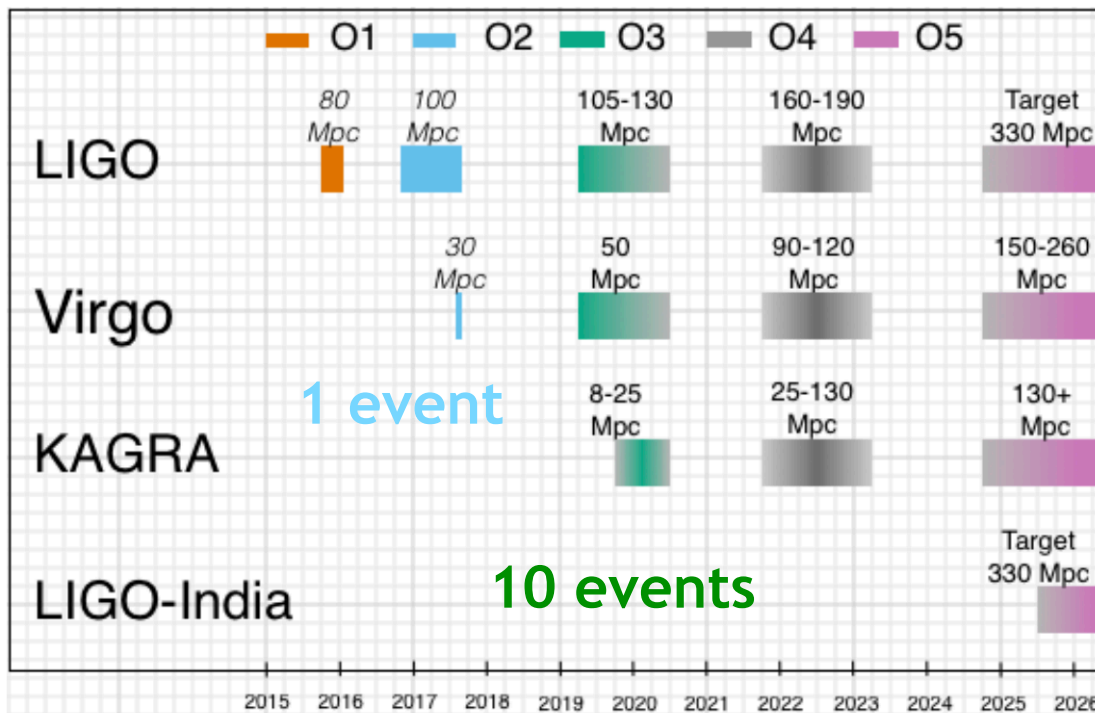 O1 O2 O3 O4 O5
80 100 105-130 160-190 Target
Mpc Mpc Mpc Mpc 330 Mpc
LIGO
30 50 90-120 150-260
Mpc Mpc Mpc Mpc
Virgo
1 event
8-25 25-130 130+
Mpc Mpc Mpc
KAGRA
Target
10 events 330 Mpc
LIGO-India
2015 2016 2017 2018 2019 2020 2021 2022 2023 2024 2025 2026